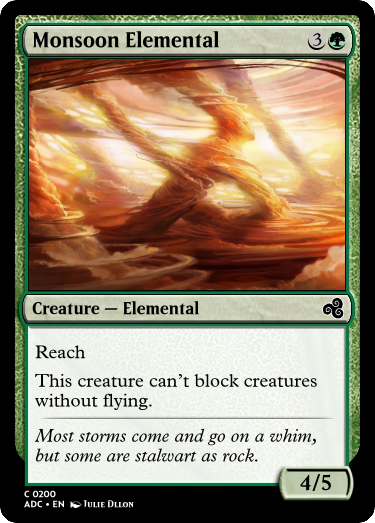 Monsoon Elemental 3
Creature — Elemental
Reach
This creature can't block creatures
without flying.
Most storms come and go on a whim,
but some are stalwart as rock.
4/5
C 0200
ADC • EN Julie Dllon